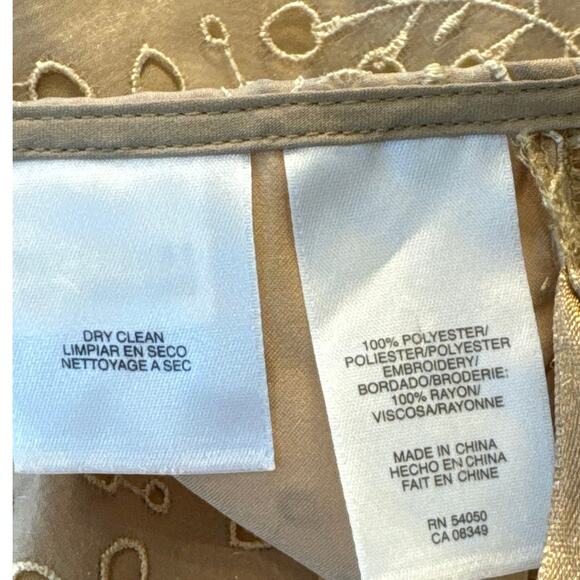 DRY CLEAN
LIMPIAR EN SECO
NETTOYAGE A SEC
100% POLYESTER/
POLIESTER/POLYESTER
EMBROIDERY/
BORDADO/BRODERIE:
100% RAYON/
VISCOSA/RAYONNE
MADE IN CHINA
HECHO EN CHINA
FAIT EN CHINE
RN 54050
CA 08349